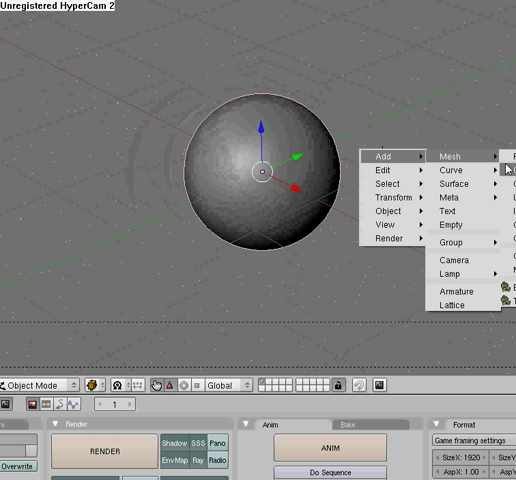 Unregistered HyperCam 2
Add
Mesh
Edit
Curve
Select
Surface
Transform
Meta
Object
Text
View
Empty
Render
Group
Camera
Lamp
Armature
Lattice
Object Mode
Global
1
Render
Anim
Bake
Format
RENDER
Shadow SSS Pano
EnvMap Ray Radio
ANIM
Game framing settings
Overwrite
Do Sequence
SizeX: 1920
AspX: 1.00